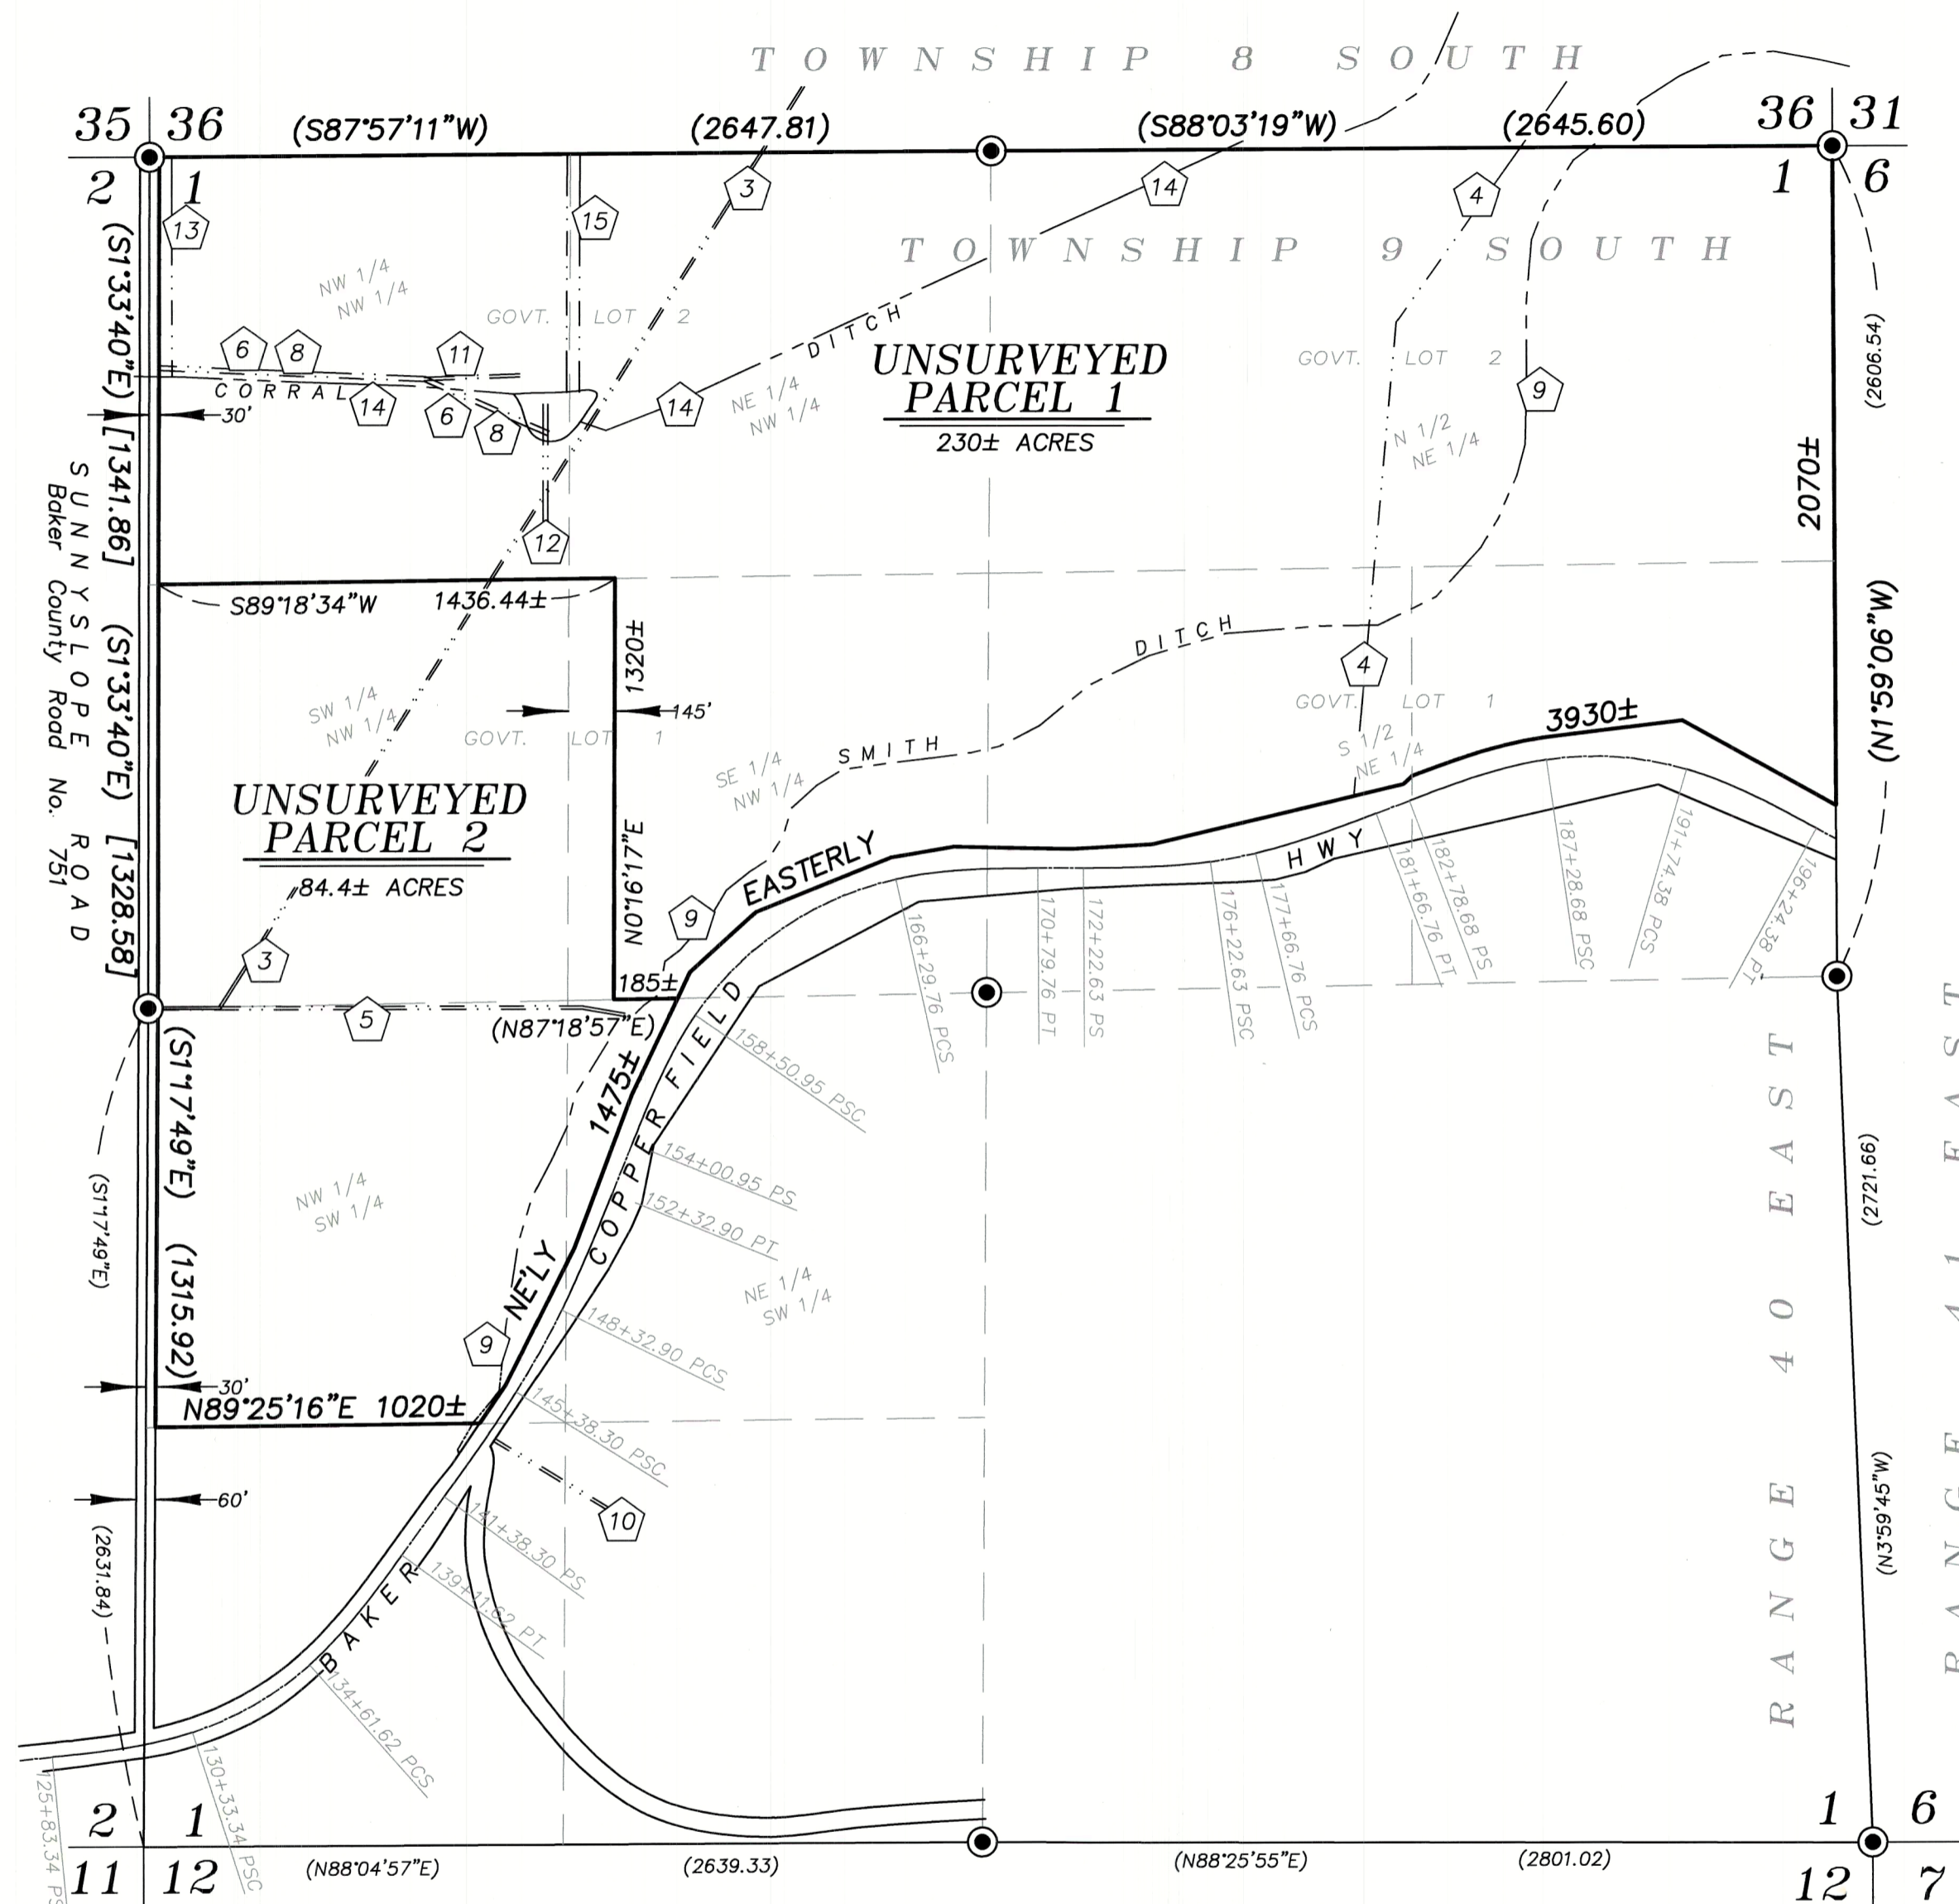 TOWNSHIP 8 SOUTH
35 36
(S87°57'11"W)
(2647.81)
(S88°03'19"W)
(2645.60)
36 31
2 1
1 6
13
15
3
14
4
TOWNSHIP 9 SOUTH
NW 1/4
NW 1/4
GOVT. LOT 2
DITCH
UNSURVEYED
PARCEL 1
230± ACRES
GOVT. LOT 2
9
(2606.54)
6
8
11
CORRAL
14
6
8
14
NE 1/4
NW 1/4
N 1/2
NE 1/4
30'
12
2070±
(S1°33'40"E) [1341.86]
(S1°33'40"E) [1328.58]
SUNNYSLOPE ROAD
Baker County Road No. 751
S89°18'34"W
1436.44±
1320±
145'
N0°16'17"E
SW 1/4
NW 1/4
GOVT. LOT 1
UNSURVEYED
PARCEL 2
84.4± ACRES
3
5
185±
(N87°18'57"E)
SE 1/4
NW 1/4
SMITH
DITCH
4
GOVT. LOT 1
S 1/2
NE 1/4
3930±
(N1°59'06"W)
9
EASTERLY
HWY
166+29.76 PCS
170+79.76 PT
172+22.63 PS
176+22.63 PSC
177+66.76 PCS
181+66.76 PT
182+78.68 PS
187+28.68 PSC
191+74.38 PCS
196+24.38 PT
158+50.95 PSC
154+00.95 PS
152+32.90 PT
148+32.90 PCS
145+38.30 PSC
141+38.30 PS
139+11.62 PT
134+61.62 PCS
130+33.34 PSC
125+83.34 PS
1475±
NE'LY
COPPER FIELD
BAKER
(S1°17'49"E) (1315.92)
(S1°17'49"E)
(2631.84)
NW 1/4
SW 1/4
NE 1/4
SW 1/4
9
30'
N89°25'16"E 1020±
60'
10
RANGE 40 EAST
RANGE 41 EAST
(2721.66)
(N3°59'45"W)
2 1
1 6
11 12
(N88°04'57"E)
(2639.33)
(N88°25'55"E)
(2801.02)
12 7